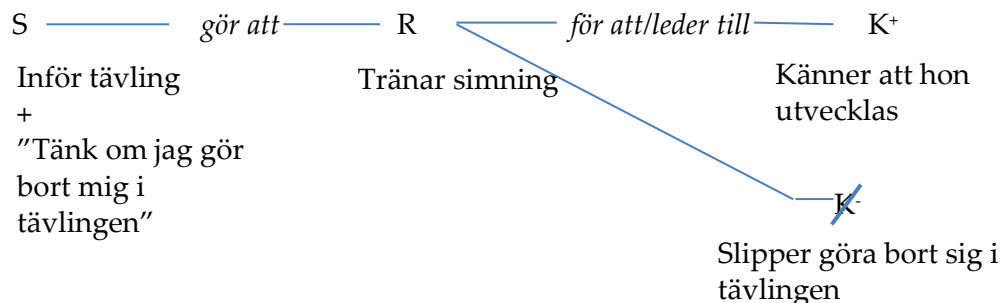 S gör att R för att/leder till K⁺
Inför tävling
+
”Tänk om jag gör
bort mig i
tävlingen”
Tränar simning
Känner att hon
utvecklas
K⁻
Slipper göra bort sig i
tävlingen